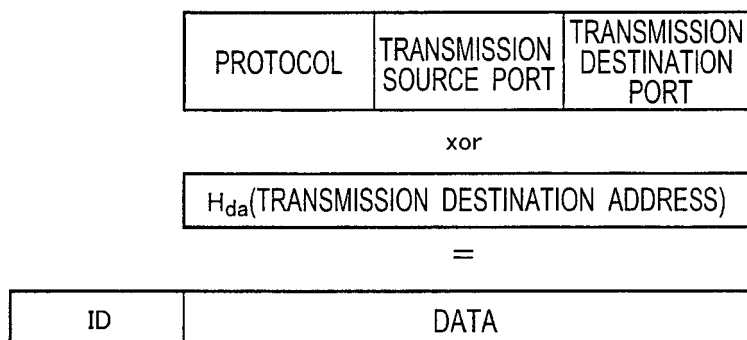 PROTOCOL
TRANSMISSION SOURCE PORT
TRANSMISSION DESTINATION PORT
xor
Hda(TRANSMISSION DESTINATION ADDRESS)
=
ID
DATA